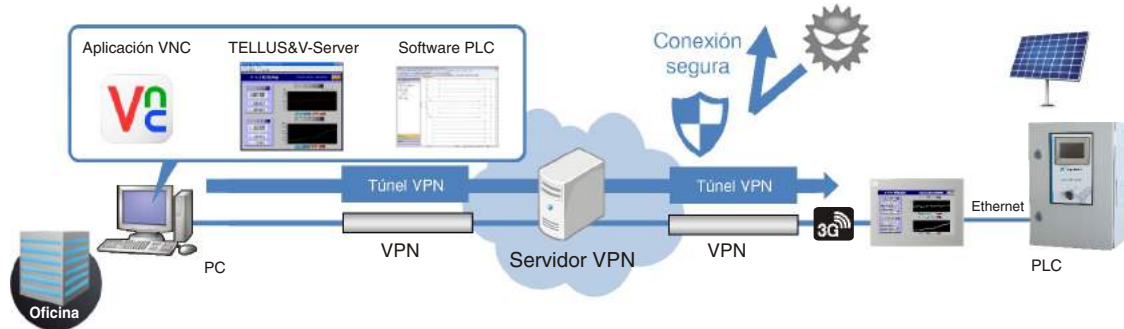 Aplicación VNC
TELLUS&V-Server
Software PLC
Vnc
Conexión
segura
Túnel VPN
Túnel VPN
VPN
VPN
3G
Ethernet
PC
Servidor VPN
PLC
Oficina